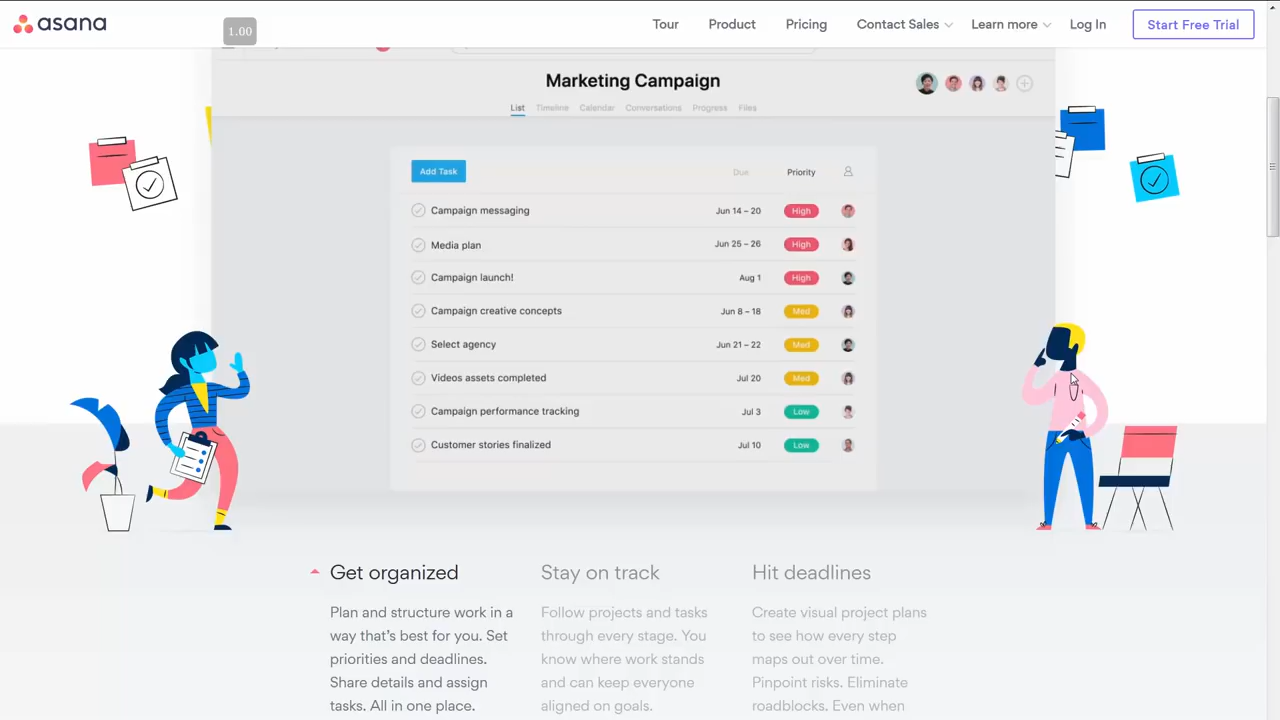 asana
1.00
Tour Product Pricing Contact Sales Learn more Log In Start Free Trial
Marketing Campaign
List Timeline Calendar Conversations Progress Files
Add Task Due Priority
Campaign messaging Jun 14 – 20 High
Media plan Jun 25 – 26 High
Campaign launch! Aug 1 High
Campaign creative concepts Jun 8 – 18 Med
Select agency Jun 21 – 22 Med
Videos assets completed Jul 20 Med
Campaign performance tracking Jul 3 Low
Customer stories finalized Jul 10 Low
Get organized
Plan and structure work in a
way that’s best for you. Set
priorities and deadlines.
Share details and assign
tasks. All in one place.
Stay on track
Follow projects and tasks
through every stage. You
know where work stands
and can keep everyone
aligned on goals.
Hit deadlines
Create visual project plans
to see how every step
maps out over time.
Pinpoint risks. Eliminate
roadblocks. Even when